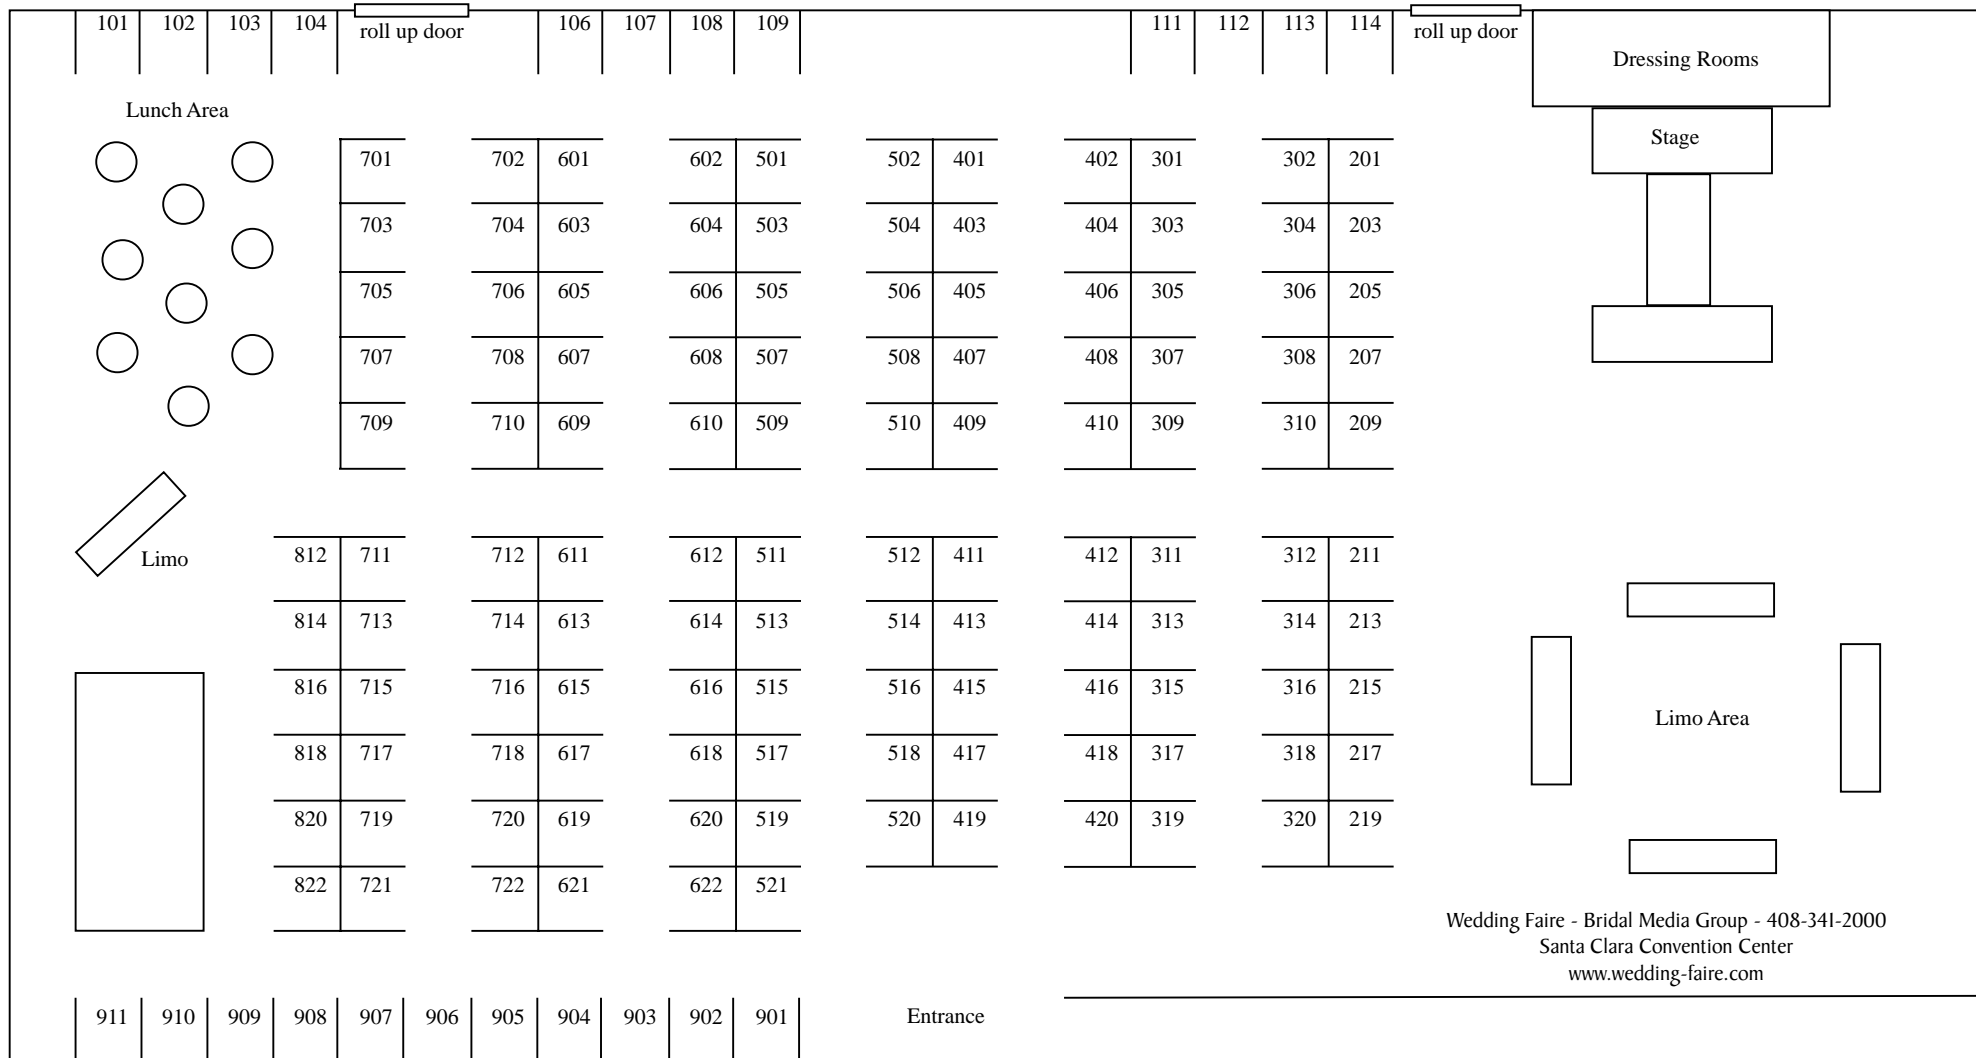 101 102 103 104 roll up door 106 107 108 109 111 112 113 114 roll up door
Dressing Rooms
Lunch Area
Stage
701 702 601 602 501 502 401 402 301 302 201
703 704 603 604 503 504 403 404 303 304 203
705 706 605 606 505 506 405 406 305 306 205
707 708 607 608 507 508 407 408 307 308 207
709 710 609 610 509 510 409 410 309 310 209
Limo
812 711 712 611 612 511 512 411 412 311 312 211
814 713 714 613 614 513 514 413 414 313 314 213
816 715 716 615 616 515 516 415 416 315 316 215
Limo Area
818 717 718 617 618 517 518 417 418 317 318 217
820 719 720 619 620 519 520 419 420 319 320 219
822 721 722 621 622 521
Wedding Faire - Bridal Media Group - 408-341-2000
Santa Clara Convention Center
www.wedding-faire.com
911 910 909 908 907 906 905 904 903 902 901 Entrance